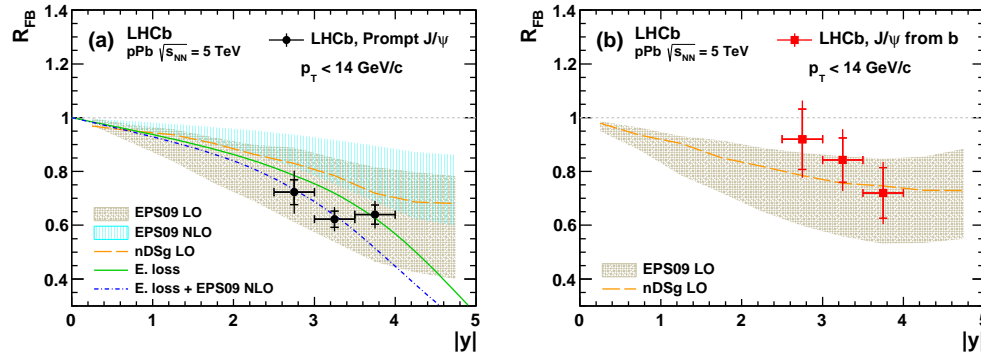 R_FB
1.4
1.2
1
0.8
0.6
0.4
(a)
LHCb
pPb √s_NN = 5 TeV
LHCb, Prompt J/ψ
p_T < 14 GeV/c
EPS09 LO
EPS09 NLO
nDSg LO
E. loss
E. loss + EPS09 NLO
0 1 2 3 4 5
|y|
R_FB
1.4
1.2
1
0.8
0.6
0.4
(b)
LHCb
pPb √s_NN = 5 TeV
LHCb, J/ψ from b
p_T < 14 GeV/c
EPS09 LO
nDSg LO
0 1 2 3 4 5
|y|